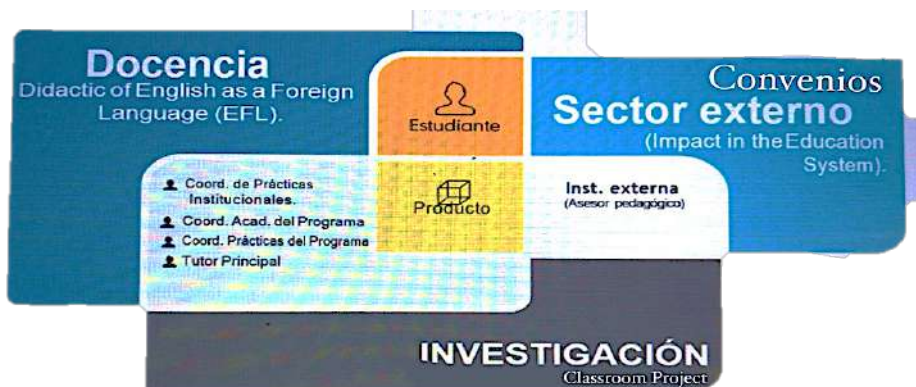 Docencia
Didactic of English as a Foreign
Language (EFL).
Estudiante
Convenios
Sector externo
(Impact in the Education
System).
Coord. de Prácticas
Institucionales.
Coord. Acad. del Programa
Coord. Prácticas del Programa
Tutor Principal
Producto
Inst. externa
(Asesor pedagógico)
INVESTIGACIÓN
Classroom Project